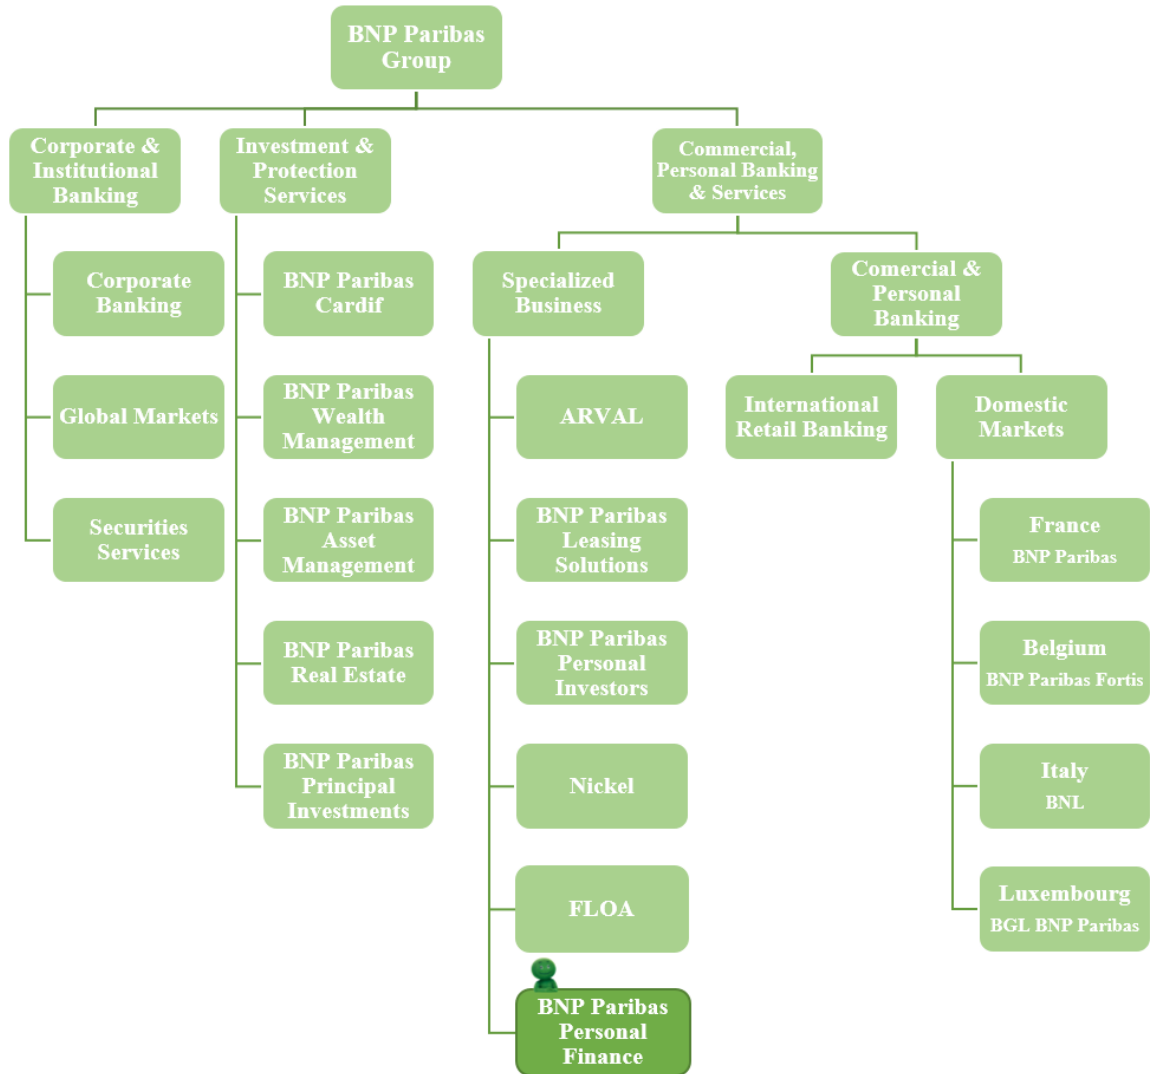 BNP Paribas
Group
Corporate &
Institutional
Banking
Investment &
Protection
Services
Commercial,
Personal Banking
& Services
Corporate
Banking
BNP Paribas
Cardif
Specialized
Business
Comercial &
Personal
Banking
Global Markets
BNP Paribas
Wealth
Management
ARVAL
International
Retail Banking
Domestic
Markets
Securities
Services
BNP Paribas
Asset
Management
BNP Paribas
Leasing
Solutions
France
BNP Paribas
BNP Paribas
Real Estate
BNP Paribas
Personal
Investors
Belgium
BNP Paribas Fortis
BNP Paribas
Principal
Investments
Nickel
Italy
BNL
FLOA
Luxembourg
BGL BNP Paribas
BNP Paribas
Personal
Finance